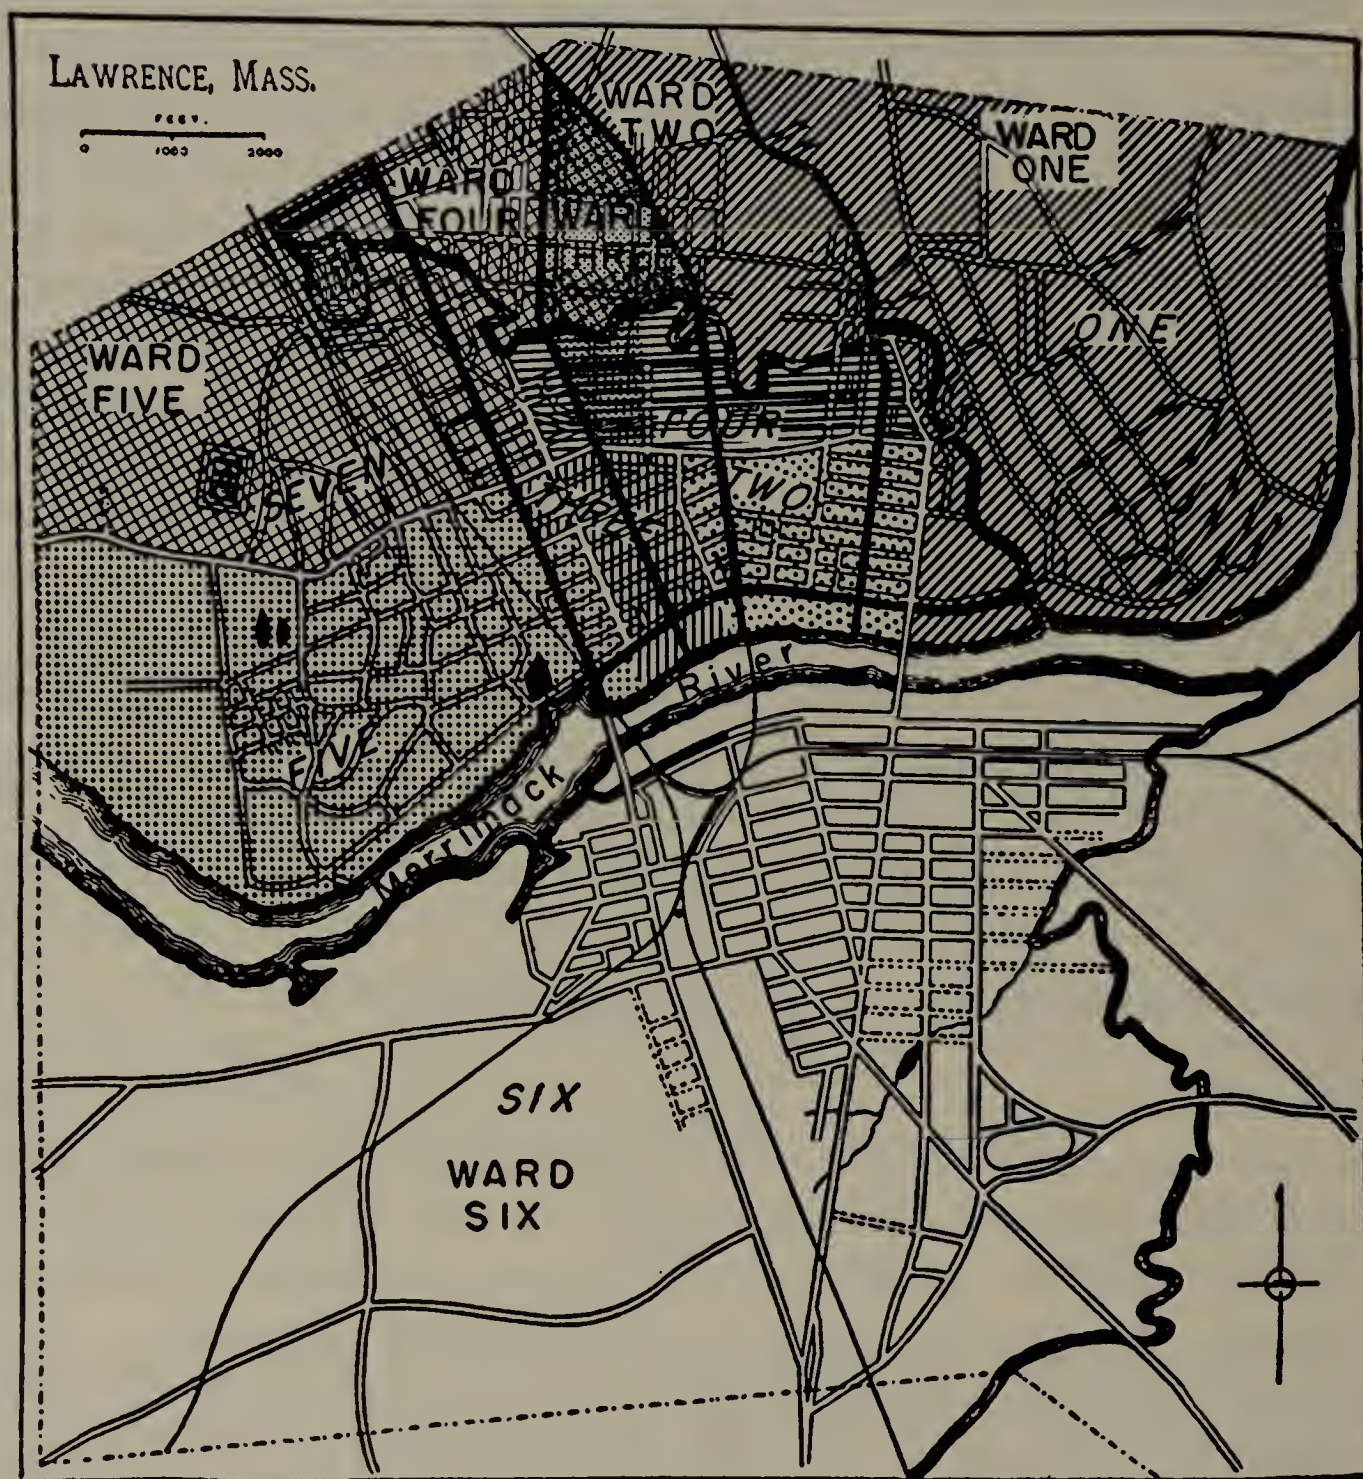 LAWRENCE, MASS.
FEET.
0 1000 2000
WARD
TWO
WARD
ONE
WARD
FOUR
WARD
WARD
FIVE
ONE
FOUR
SEVEN
TWO
River
FIVE
Merrimack
SIX
WARD
SIX